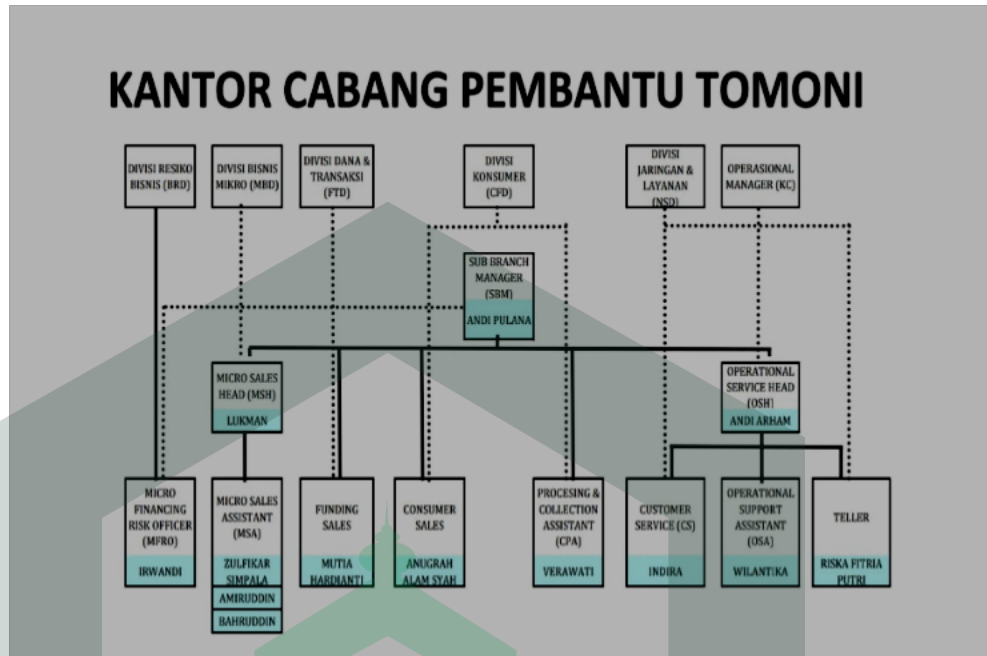 KANTOR CABANG PEMBANTU TOMONI
DIVISI RESIKO
BISNIS (BRD)
DIVISI BISNIS
MIKRO (MBD)
DIVISI DANA &
TRANSAKSI
(FTD)
DIVISI
KONSUMER
(CFD)
DIVISI
JARINGAN &
LAYANAN
(NSD)
OPERASIONAL
MANAGER (KC)
SUB BRANCH
MANAGER
(SBM)
ANDI PULANA
MICRO SALES
HEAD (MSH)
LUKMAN
OPERATIONAL
SERVICE HEAD
(OSH)
ANDI ARHAM
MICRO
FINANCING
RISK OFFICER
(MFRO)
IRWANDI
MICRO SALES
ASSISTANT
(MSA)
ZULFIKAR
SIMPALA
AMIRUDDIN
BAHRUDDIN
FUNDING
SALES
MUTIA
HARDIANTI
CONSUMER
SALES
ANUGRAH
ALAM SYAH
PROCESING &
COLLECTION
ASSISTANT
(CPA)
VERAWATI
CUSTOMER
SERVICE (CS)
INDIRA
OPERATIONAL
SUPPORT
ASSISTANT
(OSA)
WILANTIKA
TELLER
RISKA FITRIA
PUTRI